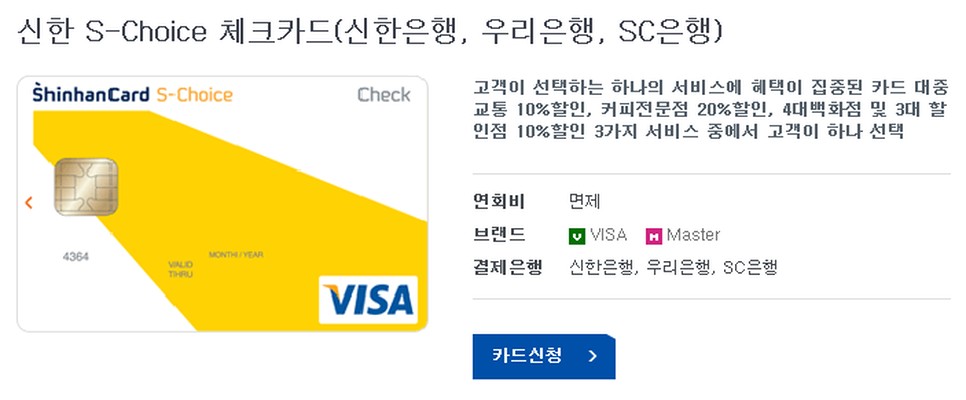 신한 S-Choice 체크카드(신한은행, 우리은행, SC은행)
ShinhanCard S-Choice
Check
4364
MONTH/YEAR
VALID
THRU
VISA
고객이 선택하는 하나의 서비스에 혜택이 집중된 카드 대중
교통 10%할인, 커피전문점 20%할인, 4대백화점 및 3대 할
인점 10%할인 3가지 서비스 중에서 고객이 하나 선택
연회비 면제
브랜드 V VISA M Master
결제은행 신한은행, 우리은행, SC은행
카드신청 >